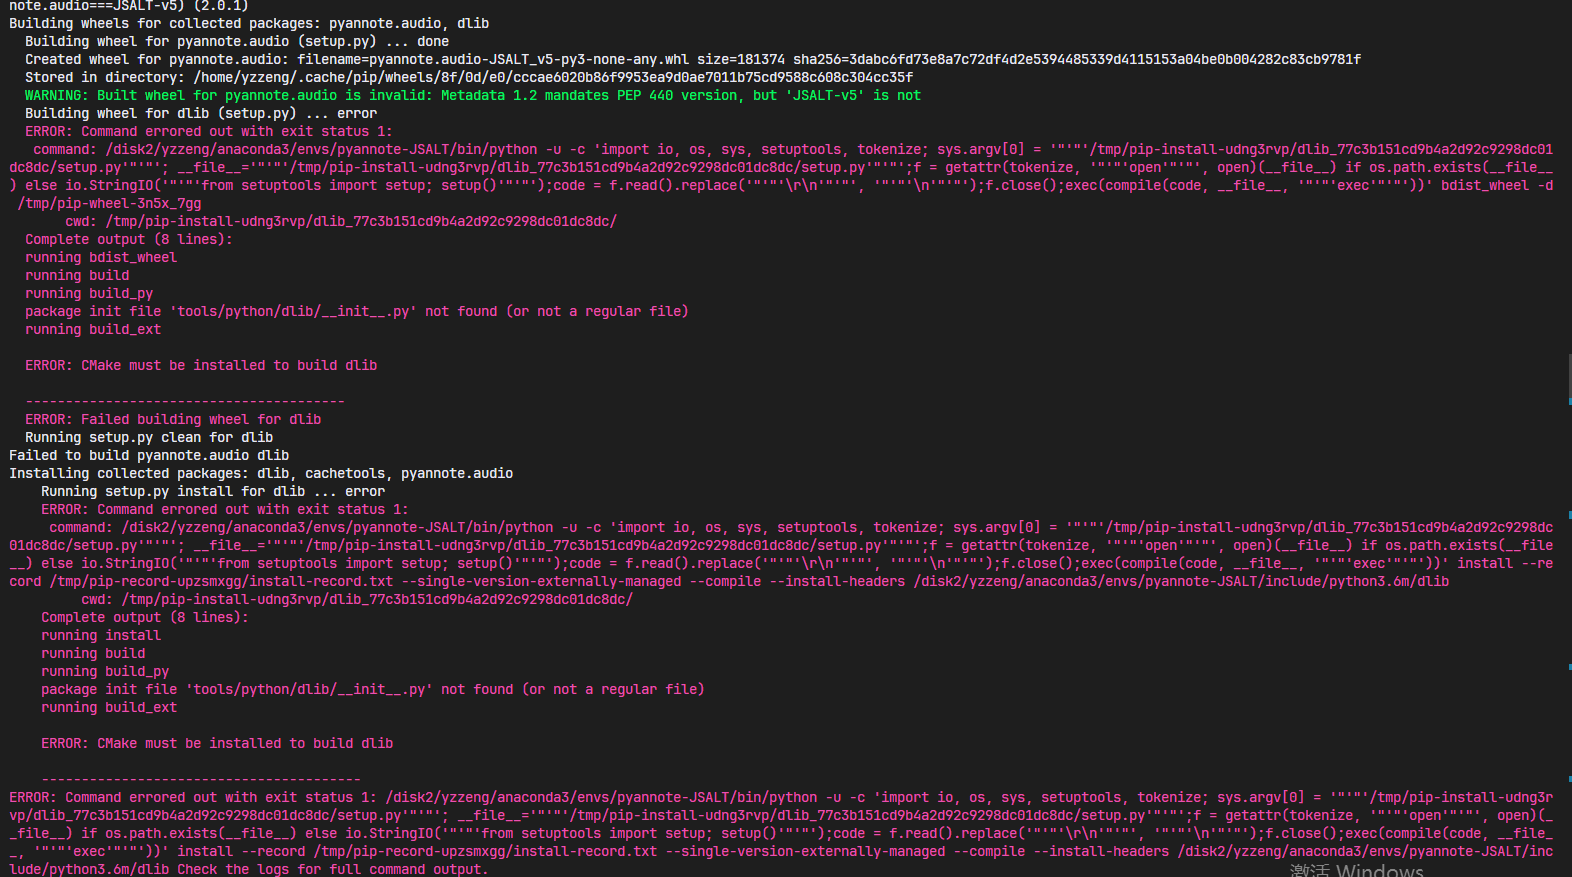 note.audio===JSALT-v5) (2.0.1)
Building wheels for collected packages: pyannote.audio, dlib
  Building wheel for pyannote.audio (setup.py) ... done
  Created wheel for pyannote.audio: filename=pyannote.audio-JSALT_v5-py3-none-any.whl size=181374 sha256=3dabc6fd73e8a7c72df4d2e5394485339d4115153a04be0b004282c83cb9781f
  Stored in directory: /home/yzzeng/.cache/pip/wheels/8f/0d/e0/cccae6020b86f9953ea9d0ae7011b75cd9588c608c304cc35f
  WARNING: Built wheel for pyannote.audio is invalid: Metadata 1.2 mandates PEP 440 version, but 'JSALT-v5' is not
  Building wheel for dlib (setup.py) ... error
  ERROR: Command errored out with exit status 1:
   command: /disk2/yzzeng/anaconda3/envs/pyannote-JSALT/bin/python -u -c 'import io, os, sys, setuptools, tokenize; sys.argv[0] = '"'"'/tmp/pip-install-udng3rvp/dlib_77c3b151cd9b4a2d92c9298dc01
dc8dc/setup.py'"'"'; __file__='"'"'/tmp/pip-install-udng3rvp/dlib_77c3b151cd9b4a2d92c9298dc01dc8dc/setup.py'"'"';f = getattr(tokenize, '"'"'open'"'"', open)(__file__) if os.path.exists(__file__
) else io.StringIO('"'"'from setuptools import setup; setup()'"'"');code = f.read().replace('"'"'\r\n'"'"', '"'"'\n'"'"');f.close();exec(compile(code, __file__, '"'"'exec'"'"'))' bdist_wheel -d
 /tmp/pip-wheel-3n5x_7gg
       cwd: /tmp/pip-install-udng3rvp/dlib_77c3b151cd9b4a2d92c9298dc01dc8dc/
  Complete output (8 lines):
  running bdist_wheel
  running build
  running build_py
  package init file 'tools/python/dlib/__init__.py' not found (or not a regular file)
  running build_ext
  ERROR: CMake must be installed to build dlib
  ----------------------------------------
  ERROR: Failed building wheel for dlib
  Running setup.py clean for dlib
Failed to build pyannote.audio dlib
Installing collected packages: dlib, cachetools, pyannote.audio
    Running setup.py install for dlib ... error
    ERROR: Command errored out with exit status 1:
     command: /disk2/yzzeng/anaconda3/envs/pyannote-JSALT/bin/python -u -c 'import io, os, sys, setuptools, tokenize; sys.argv[0] = '"'"'/tmp/pip-install-udng3rvp/dlib_77c3b151cd9b4a2d92c9298dc
01dc8dc/setup.py'"'"'; __file__='"'"'/tmp/pip-install-udng3rvp/dlib_77c3b151cd9b4a2d92c9298dc01dc8dc/setup.py'"'"';f = getattr(tokenize, '"'"'open'"'"', open)(__file__) if os.path.exists(__file
__) else io.StringIO('"'"'from setuptools import setup; setup()'"'"');code = f.read().replace('"'"'\r\n'"'"', '"'"'\n'"'"');f.close();exec(compile(code, __file__, '"'"'exec'"'"'))' install --re
cord /tmp/pip-record-upzsmxgg/install-record.txt --single-version-externally-managed --compile --install-headers /disk2/yzzeng/anaconda3/envs/pyannote-JSALT/include/python3.6m/dlib
         cwd: /tmp/pip-install-udng3rvp/dlib_77c3b151cd9b4a2d92c9298dc01dc8dc/
    Complete output (8 lines):
    running install
    running build
    running build_py
    package init file 'tools/python/dlib/__init__.py' not found (or not a regular file)
    running build_ext
    ERROR: CMake must be installed to build dlib
    ----------------------------------------
ERROR: Command errored out with exit status 1: /disk2/yzzeng/anaconda3/envs/pyannote-JSALT/bin/python -u -c 'import io, os, sys, setuptools, tokenize; sys.argv[0] = '"'"'/tmp/pip-install-udng3r
vp/dlib_77c3b151cd9b4a2d92c9298dc01dc8dc/setup.py'"'"'; __file__='"'"'/tmp/pip-install-udng3rvp/dlib_77c3b151cd9b4a2d92c9298dc01dc8dc/setup.py'"'"';f = getattr(tokenize, '"'"'open'"'"', open)(_
_file__) if os.path.exists(__file__) else io.StringIO('"'"'from setuptools import setup; setup()'"'"');code = f.read().replace('"'"'\r\n'"'"', '"'"'\n'"'"');f.close();exec(compile(code, __file_
_, '"'"'exec'"'"'))' install --record /tmp/pip-record-upzsmxgg/install-record.txt --single-version-externally-managed --compile --install-headers /disk2/yzzeng/anaconda3/envs/pyannote-JSALT/inc
lude/python3.6m/dlib Check the logs for full command output.
激活 Windows